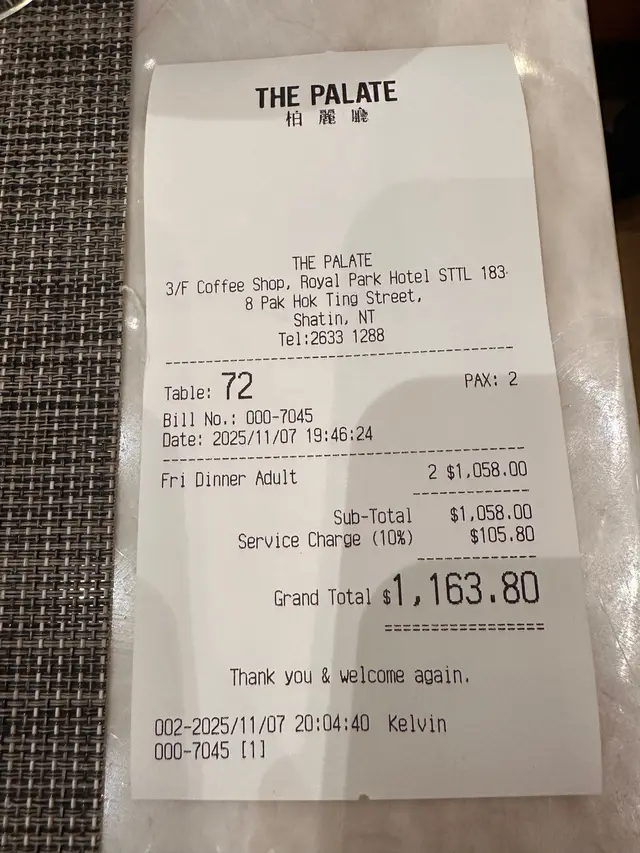 THE PALATE
柏麗廳
THE PALATE
3/F Coffee Shop, Royal Park Hotel STTL 183
8 Pak Hok Ting Street,
Shatin, NT
Tel:2633 1288
Table: 72 PAX: 2
Bill No.: 000-7045
Date: 2025/11/07 19:46:24
Fri Dinner Adult 2 $1,058.00
Sub-Total $1,058.00
Service Charge (10%) $105.80
Grand Total $1,163.80
Thank you & welcome again.
002-2025/11/07 20:04:40 Kelvin
000-7045 [1]